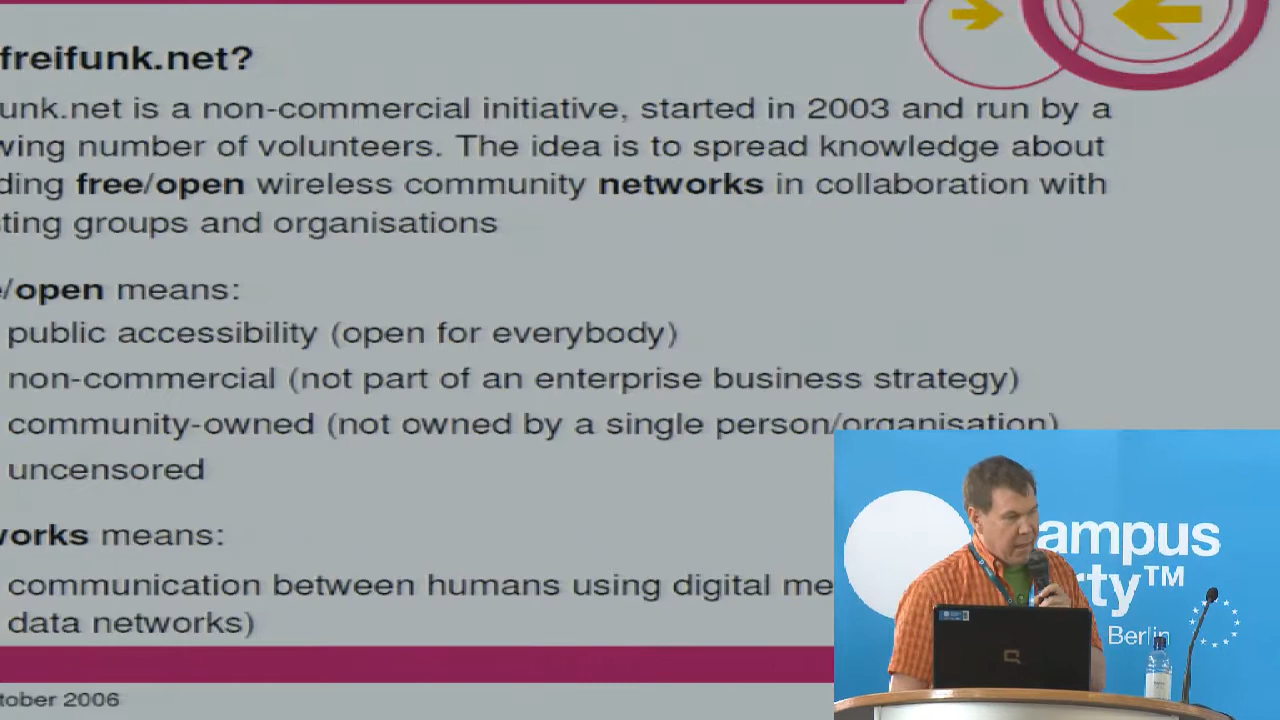 freifunk.net?
unk.net is a non-commercial initiative, started in 2003 and run by a
wing number of volunteers. The idea is to spread knowledge about
ding free/open wireless community networks in collaboration with
ting groups and organisations
e/open means:
public accessibility (open for everybody)
non-commercial (not part of an enterprise business strategy)
community-owned (not owned by a single person/organisation)
uncensored
works means:
communication between humans using digital me
data networks)
tober 2006
ampus
rty™
Berlin